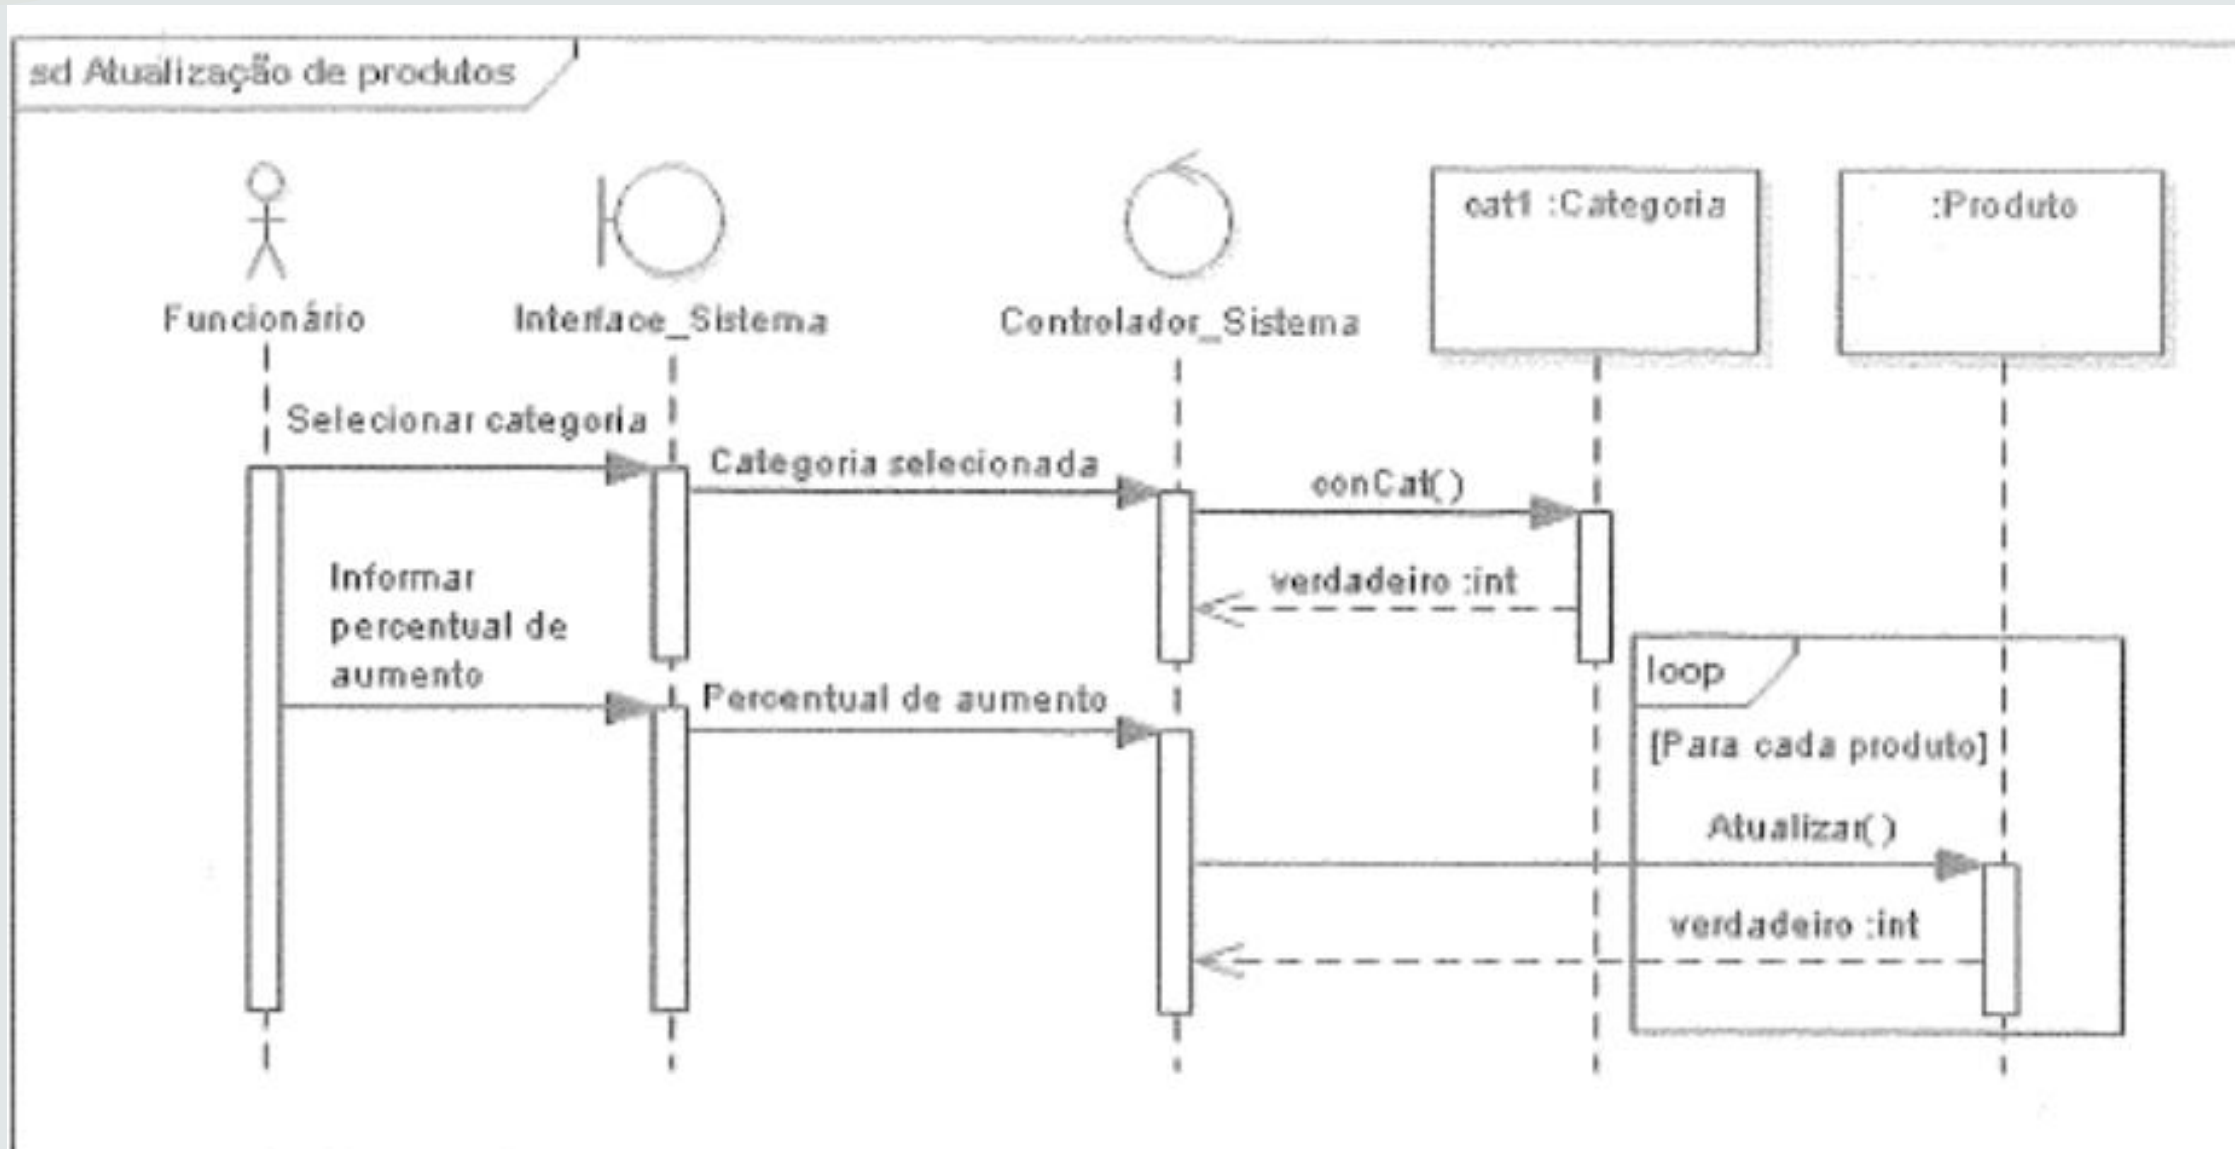 sd Atualização de produtos
Funcionário
Interface_Sistema
Controlador_Sistema
cat1 :Categoria
:Produto
Selecionar categoria
Categoria selecionada
conCat()
verdadeiro :int
Informar
percentual de
aumento
Percentual de aumento
loop
[Para cada produto]
Atualizar()
verdadeiro :int